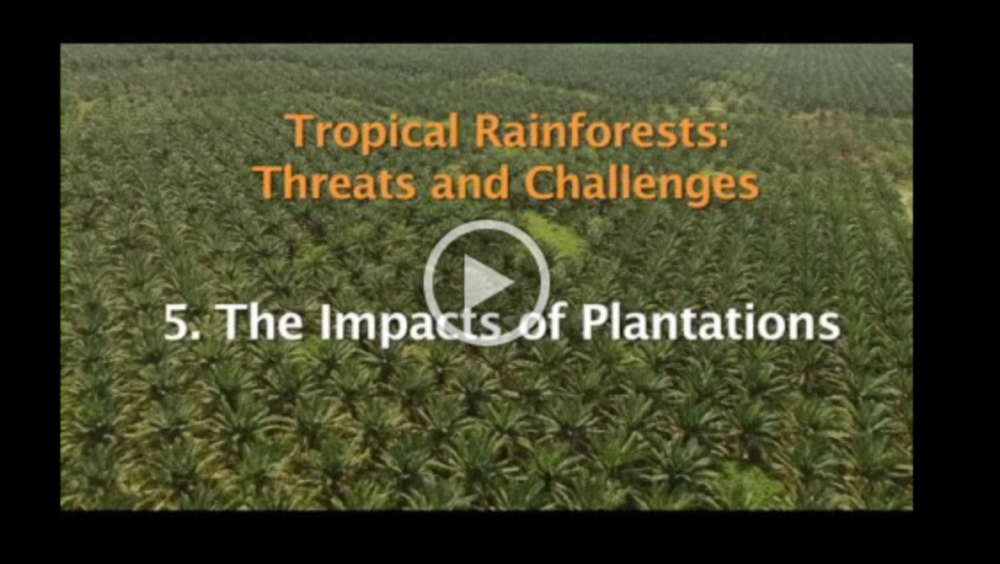 Tropical Rainforests:
Threats and Challenges
5. The Impacts of Plantations